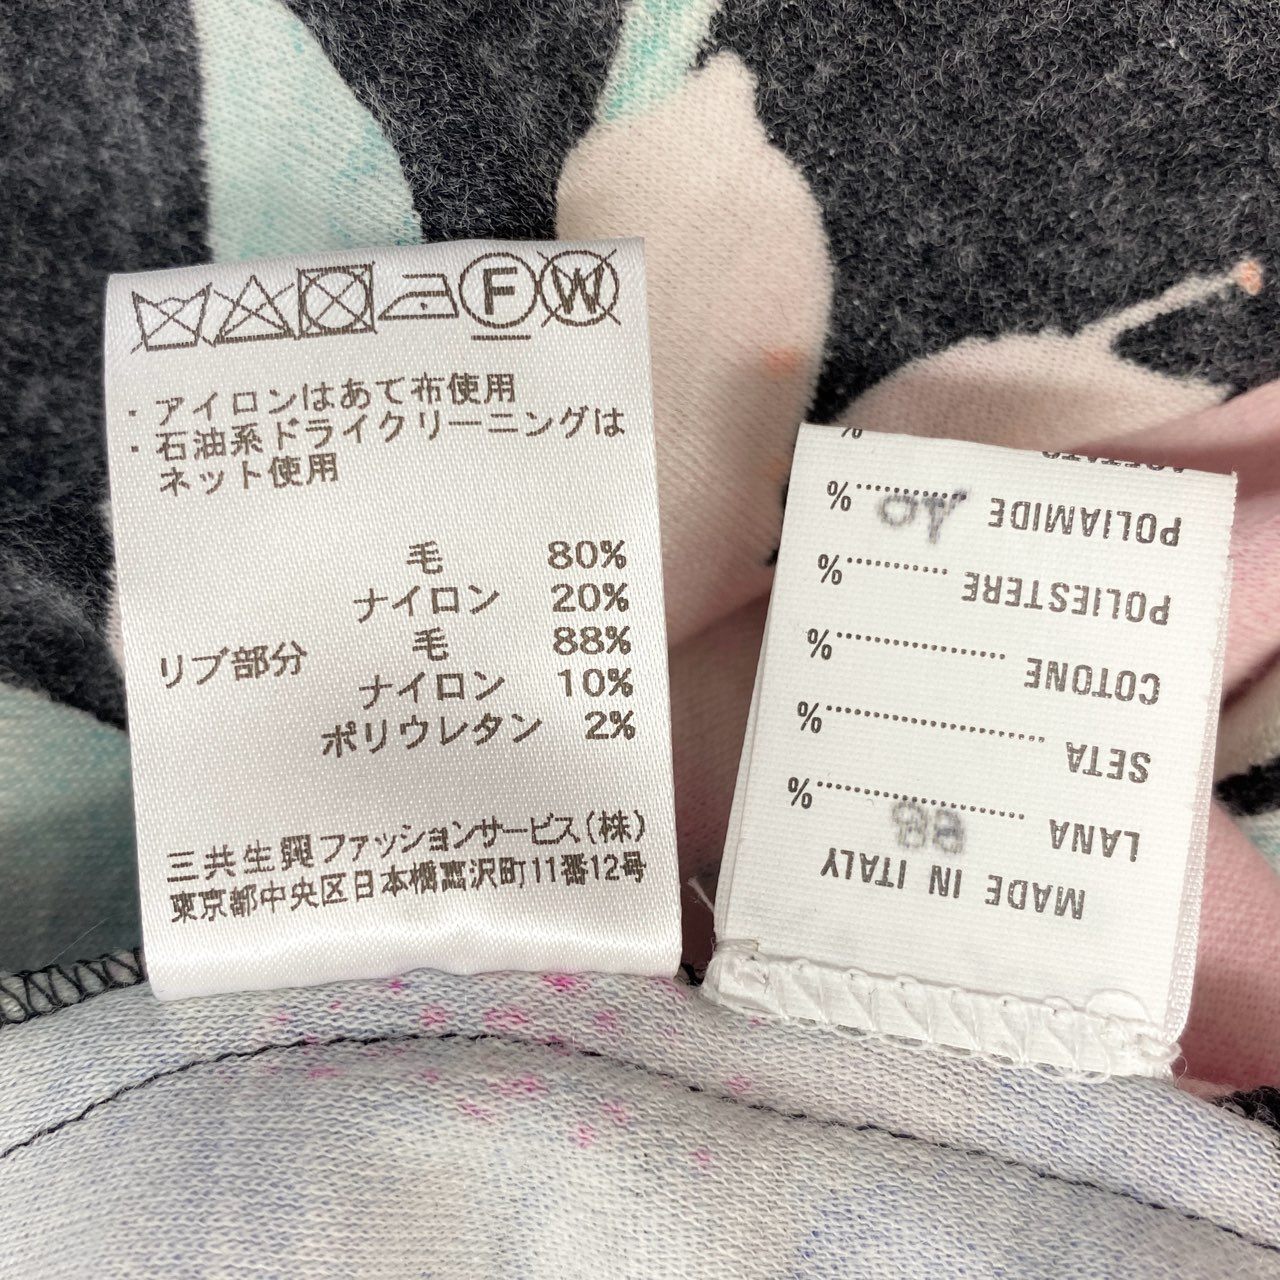 F W
・アイロンはあて布使用
・石油系ドライクリーニングは
ネット使用
毛 80%
ナイロン 20%
リブ部分 毛 88%
ナイロン 10%
ポリウレタン 2%
三共生興ファッションサービス(株)
東京都中央区日本橋髙沢町11番12号
MADE IN ITALY
LANA 88 %
SETA %
COTONE %
POLIESTERE %
POLIAMIDE 10 %
ACETATO %